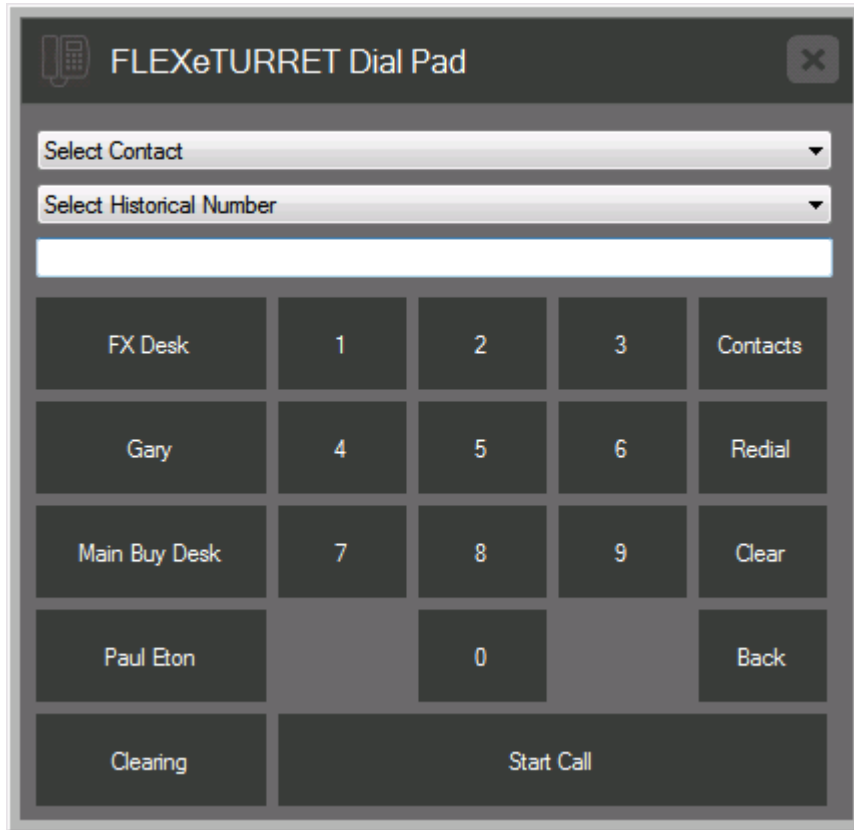 FLEXeTURRET Dial Pad
Select Contact
Select Historical Number
FX Desk 1 2 3 Contacts
Gary 4 5 6 Redial
Main Buy Desk 7 8 9 Clear
Paul Eton 0 Back
Clearing Start Call